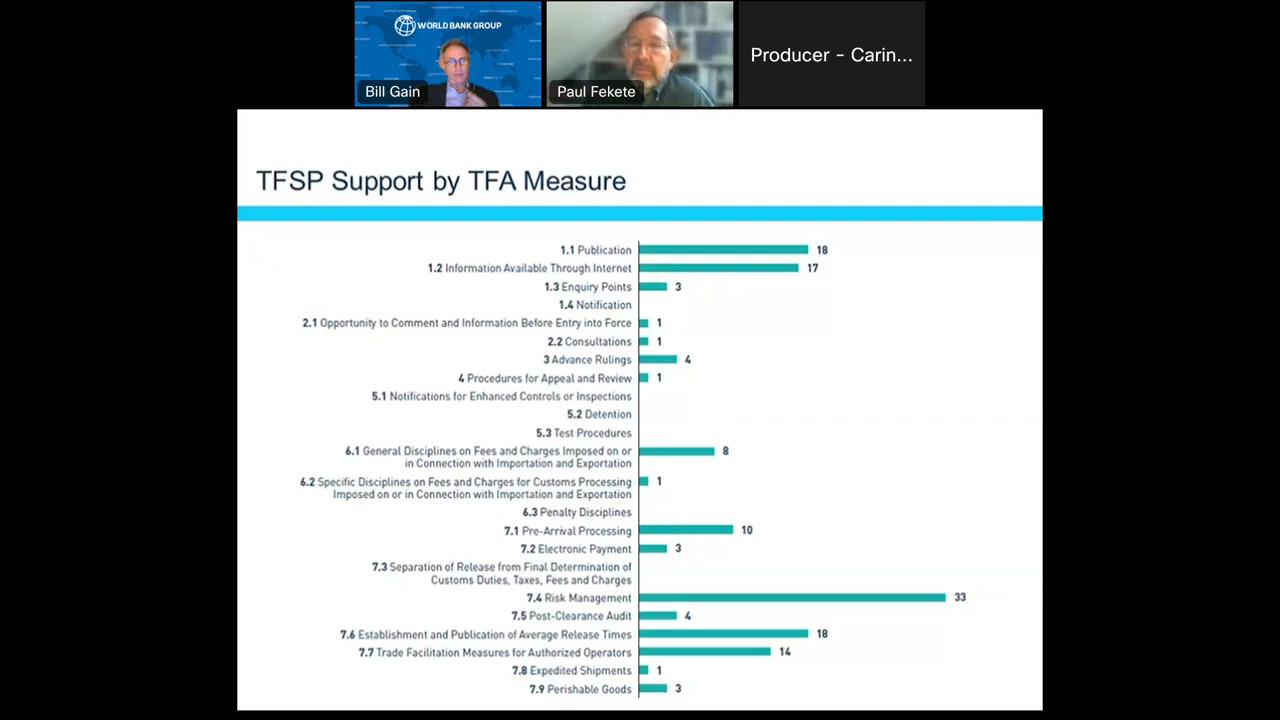 WORLD BANK GROUP
Bill Gain
Paul Fekete
Producer - Carin...
TFSP Support by TFA Measure
1.1 Publication 18
1.2 Information Available Through Internet 17
1.3 Enquiry Points 3
1.4 Notification
2.1 Opportunity to Comment and Information Before Entry into Force 1
2.2 Consultations 1
3 Advance Rulings 4
4 Procedures for Appeal and Review 1
5.1 Notifications for Enhanced Controls or Inspections
5.2 Detention
5.3 Test Procedures
6.1 General Disciplines on Fees and Charges Imposed on or
in Connection with Importation and Exportation 8
6.2 Specific Disciplines on Fees and Charges for Customs Processing
Imposed on or in Connection with Importation and Exportation 1
6.3 Penalty Disciplines
7.1 Pre-Arrival Processing 10
7.2 Electronic Payment 3
7.3 Separation of Release from Final Determination of
Customs Duties, Taxes, Fees and Charges
7.4 Risk Management 33
7.5 Post-Clearance Audit 4
7.6 Establishment and Publication of Average Release Times 18
7.7 Trade Facilitation Measures for Authorized Operators 14
7.8 Expedited Shipments 1
7.9 Perishable Goods 3